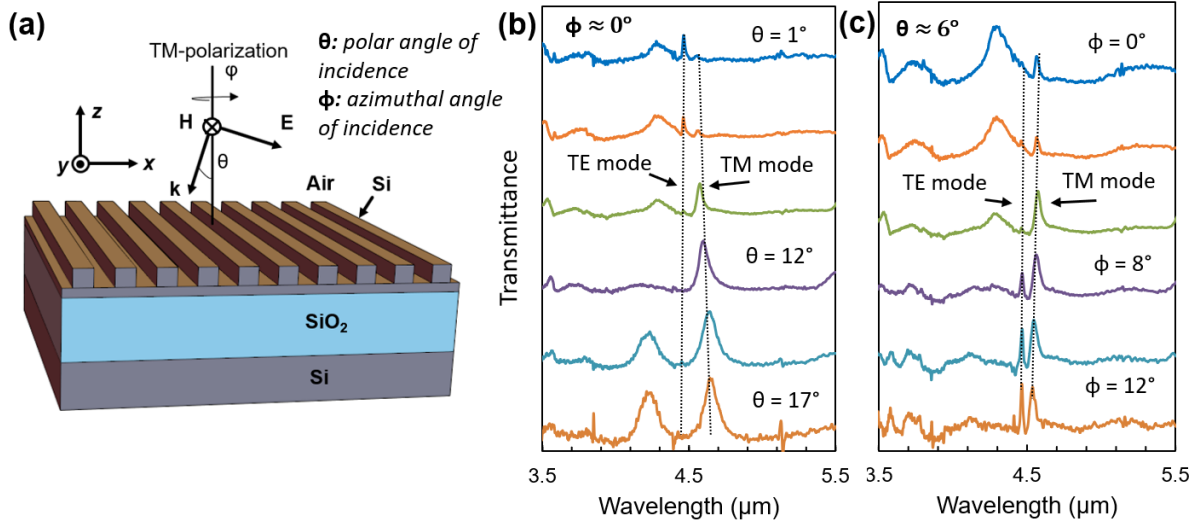 (a)
TM-polarization
φ
θ: polar angle of
incidence
ϕ: azimuthal angle
of incidence
z
y
x
H
E
θ
k
Air
Si
SiO2
Si
(b)
ϕ ≈ 0°
θ = 1°
TE mode
TM mode
θ = 12°
θ = 17°
Transmittance
3.5
4.5
5.5
Wavelength (µm)
(c)
θ ≈ 6°
ϕ = 0°
TE mode
TM mode
ϕ = 8°
ϕ = 12°
3.5
4.5
5.5
Wavelength (µm)